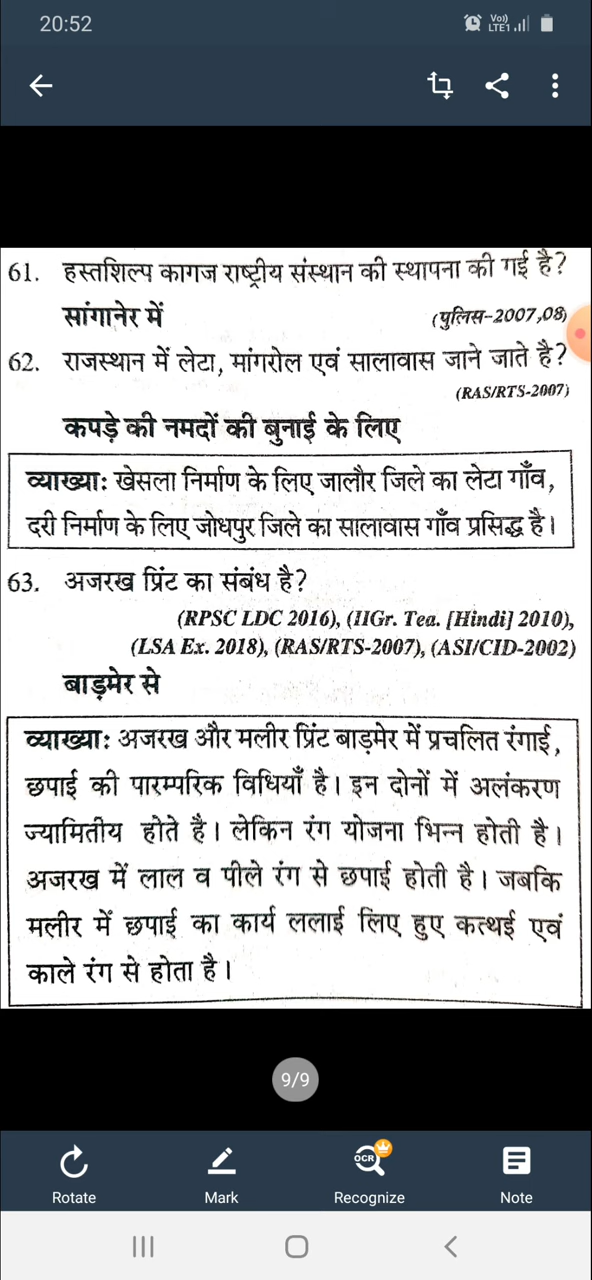 20:52
Vo))
LTE1
61. हस्तशिल्प कागज राष्ट्रीय संस्थान की स्थापना की गई है?
सांगानेर में (पुलिस-2007,08)
62. राजस्थान में लेटा, मांगरोल एवं सालावास जाने जाते है?
(RAS/RTS-2007)
कपड़े की नमदों की बुनाई के लिए
व्याख्याः खेसला निर्माण के लिए जालौर जिले का लेटा गाँव,
दरी निर्माण के लिए जोधपुर जिले का सालावास गाँव प्रसिद्ध है।
63. अजरख प्रिंट का संबंध है?
(RPSC LDC 2016), (IIGr. Tea. [Hindi] 2010),
(LSA Ex. 2018), (RAS/RTS-2007), (ASI/CID-2002)
बाड़मेर से
व्याख्याः अजरख और मलीर प्रिंट बाड़मेर में प्रचलित रंगाई,
छपाई की पारम्परिक विधियाँ है। इन दोनों में अलंकरण
ज्यामितीय होते है। लेकिन रंग योजना भिन्न होती है।
अजरख में लाल व पीले रंग से छपाई होती है। जबकि
मलीर में छपाई का कार्य ललाई लिए हुए कत्थई एवं
काले रंग से होता है।
9/9
OCR
Rotate Mark Recognize Note